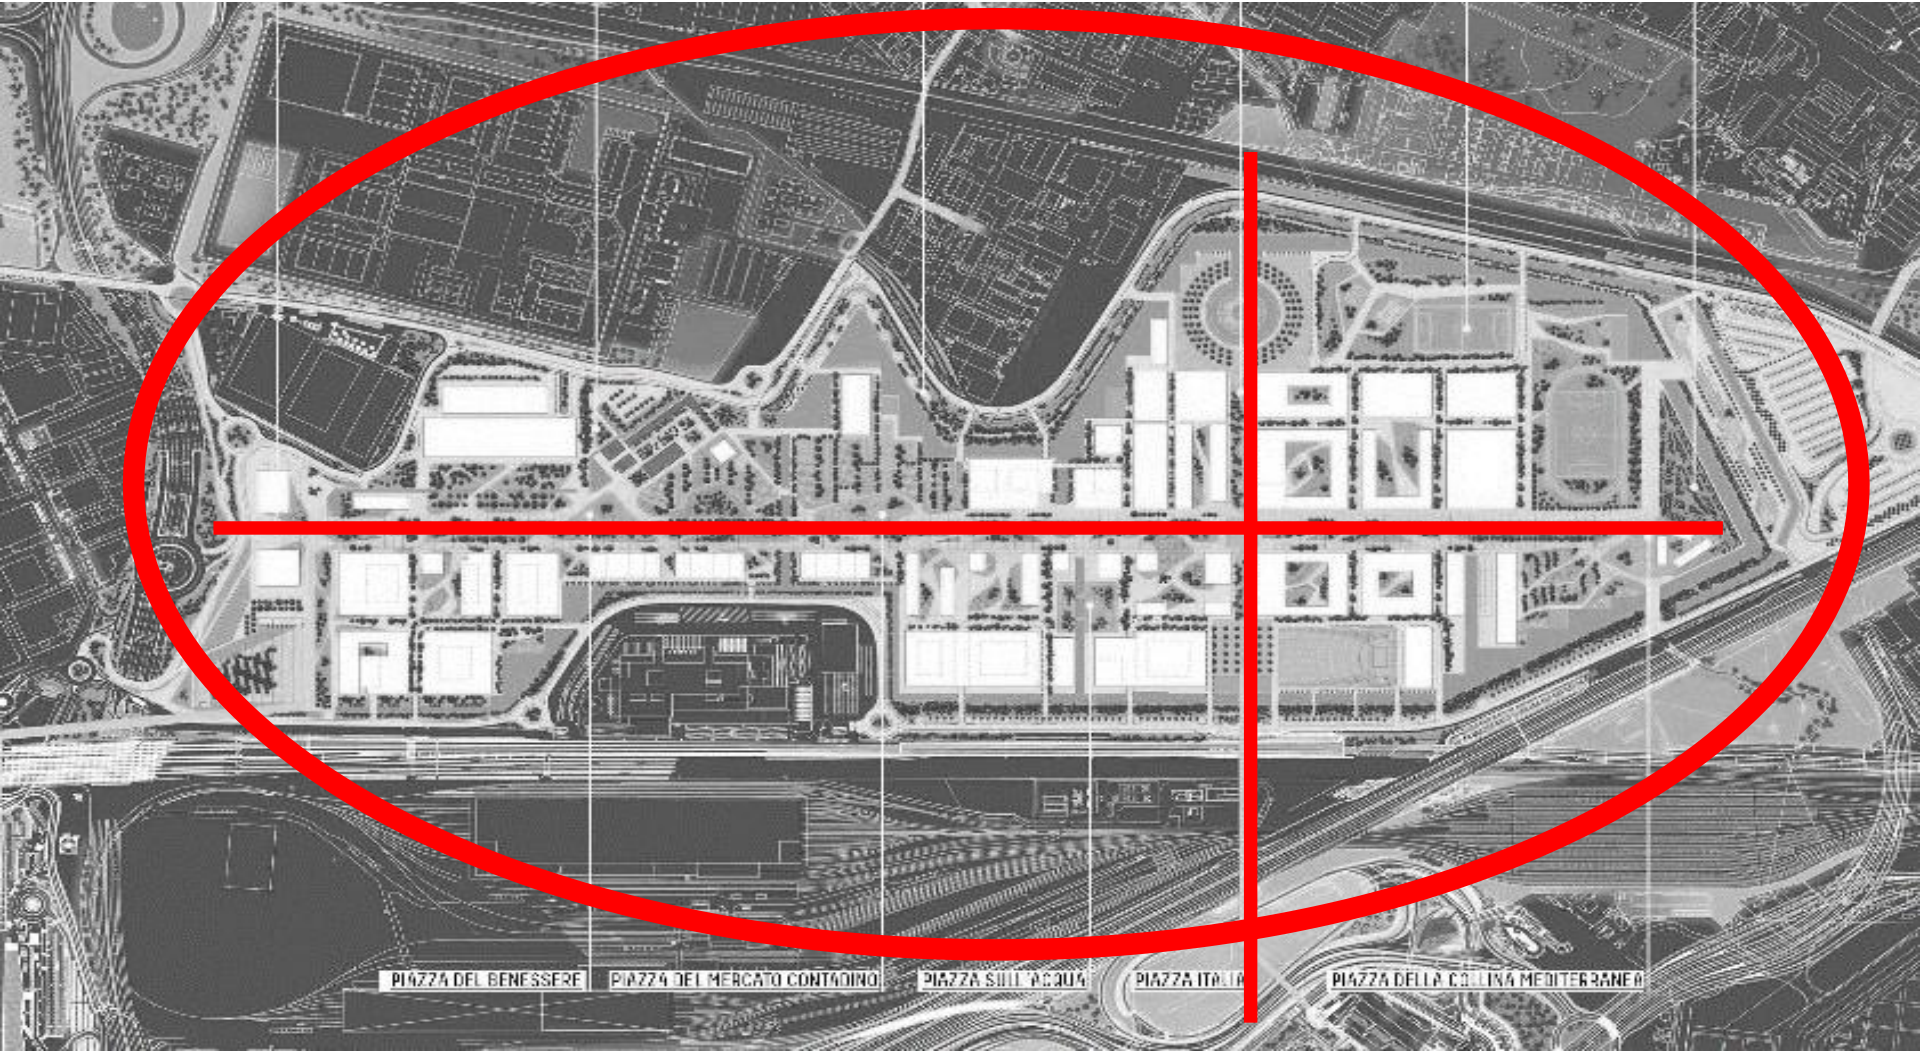 PIAZZA DEL BENESSERE
PIAZZA DEL MERCATO CONTADINO
PIAZZA SULL'ACQUA
PIAZZA ITALIA
PIAZZA DELLA COLLINA MEDITERRANEA